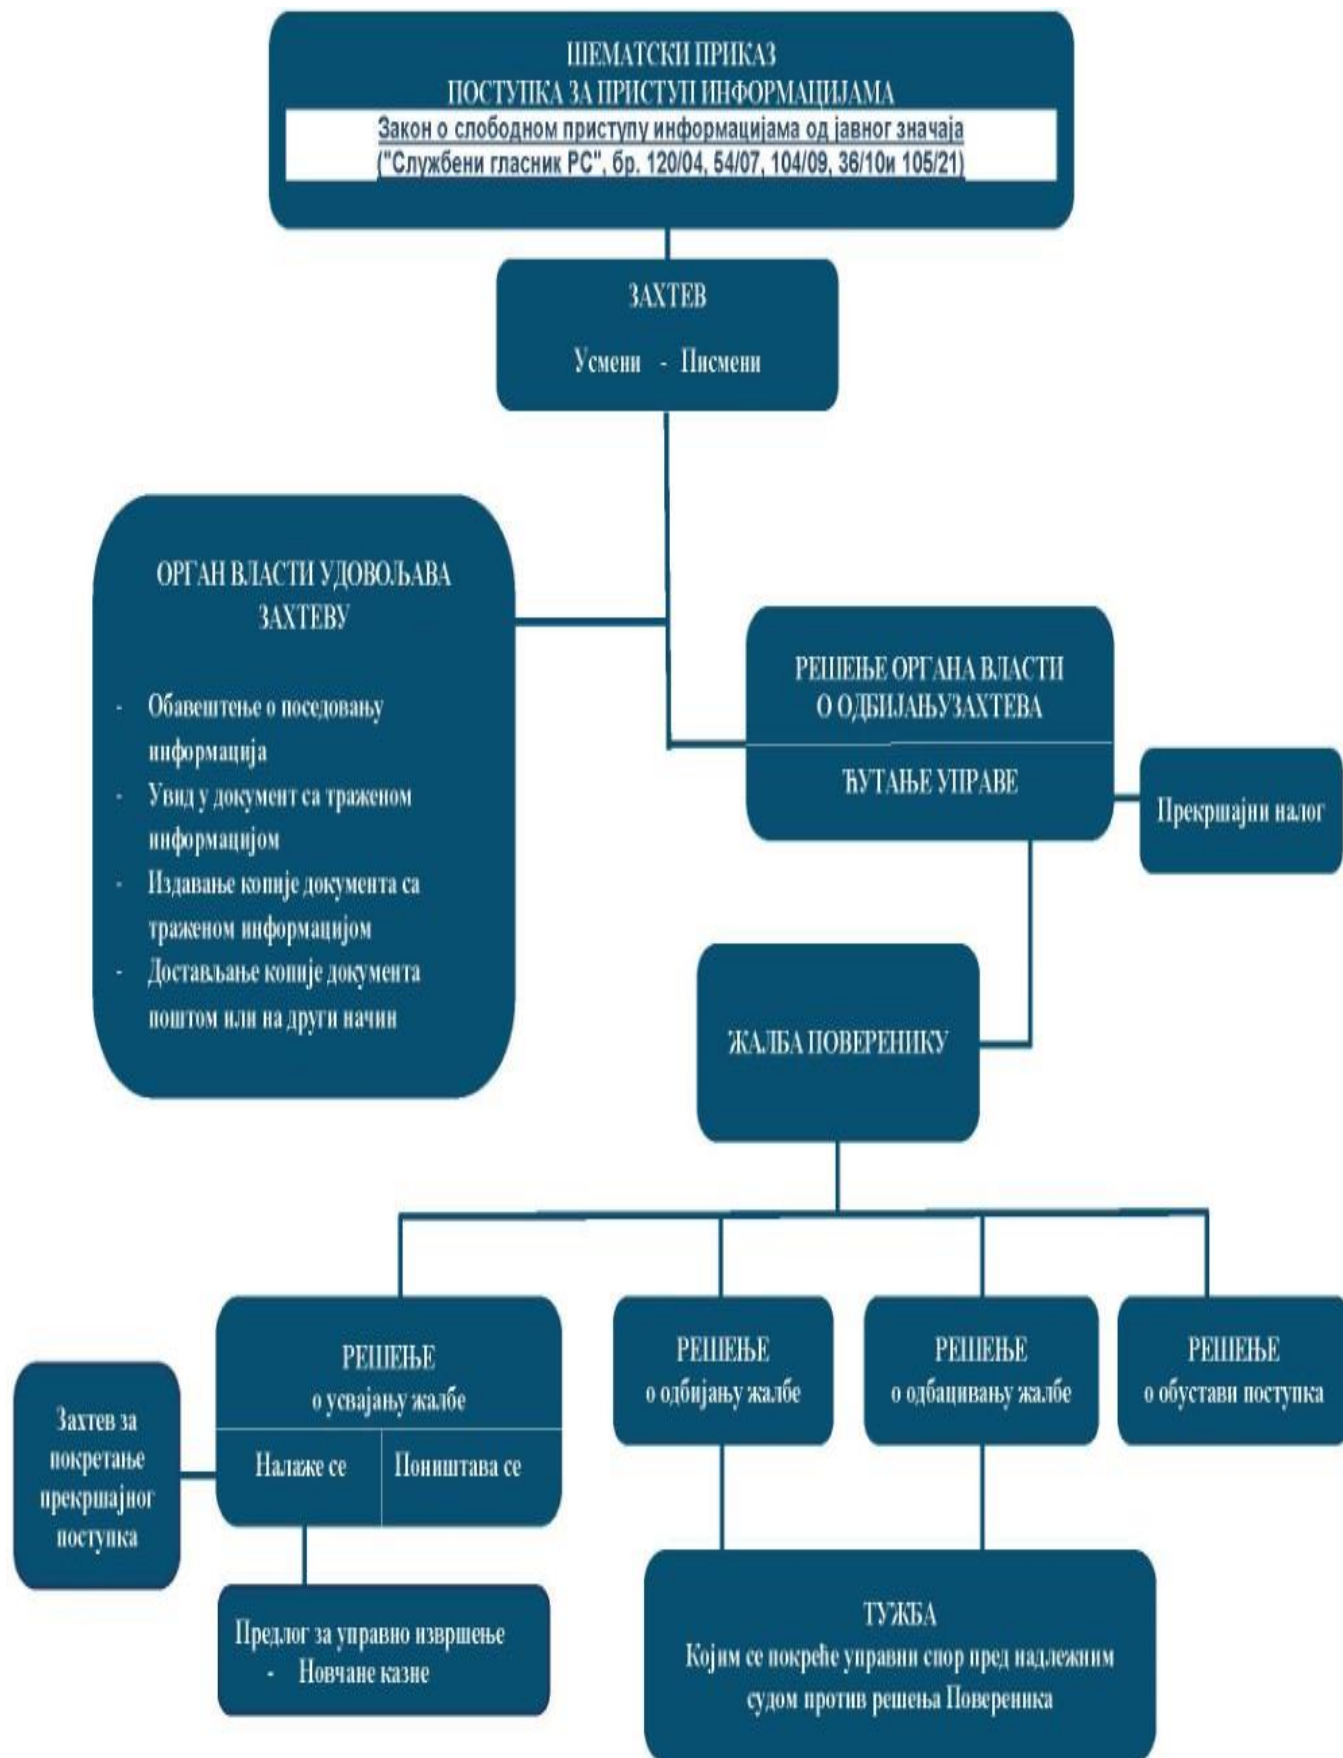 ШЕМАТСКИ ПРИКАЗ
ПОСТУПКА ЗА ПРИСТУП ИНФОРМАЦИЈАМА
Закон о слободном приступу информацијама од јавног значаја
("Службени гласник РС", бр. 120/04, 54/07, 104/09, 36/10и 105/21)
ЗАХТЕВ
Усмени - Писмени
ОРГАН ВЛАСТИ УДОВОЉАВА
ЗАХТЕВУ
- Обавештење о поседовању
информација
- Увид у документ са траженом
информацијом
- Издавање копије документа са
траженом информацијом
- Достављање копије документа
поштом или на други начин
РЕШЕЊЕ ОРГАНА ВЛАСТИ
О ОДБИЈАЊУЗАХТЕВА
ЋУТАЊЕ УПРАВЕ
Прекршајни налог
ЖАЛБА ПОВЕРЕНИКУ
РЕШЕЊЕ
о усвајању жалбе
Налаже се
Поништава се
РЕШЕЊЕ
о одбијању жалбе
РЕШЕЊЕ
о одбацивању жалбе
РЕШЕЊЕ
о обустави поступка
Захтев за
покретање
прекршајног
поступка
Предлог за управно извршење
- Новчане казне
ТУЖБА
Којим се покреће управни спор пред надлежним
судом против решења Повереника